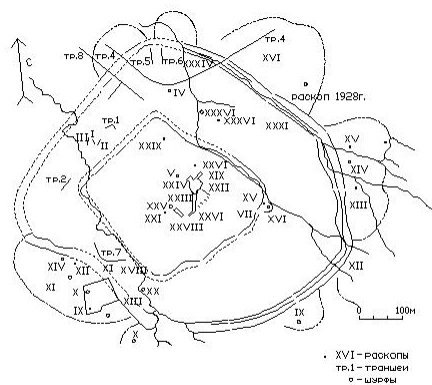 тр.8 тр.4 тр.5 тр.6 XXXIV тр.4
XVI
С
IV
раскоп 1928г.
XXXVI
XXXVI XXXI
тр.1
III I II
XXIX
XV
XIV
XXVI
V XIX
XXIV XXII
тр.2
XXIII
XIII
XV
XXV
XXI XXVI VII XVI
XXVIII
тр.7
XIV XII XI XVIII
XII
XI X XX
XIII
IX IX
X
0 100м
XVI-раскопы
тр.1-траншеи
-шурфы